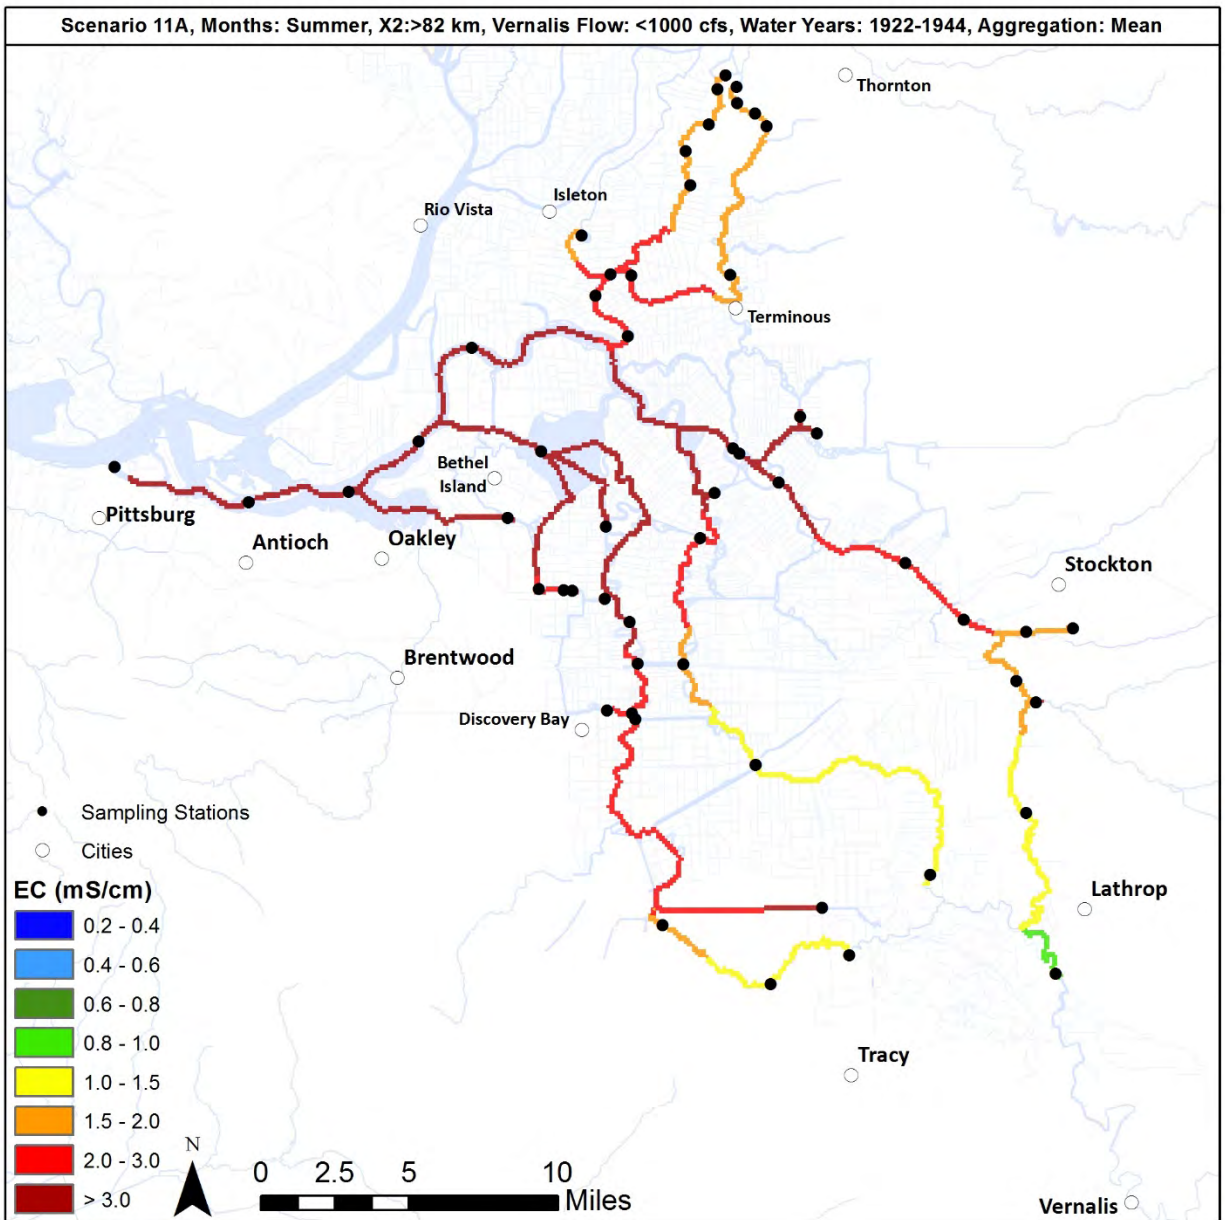 Scenario 11A, Months: Summer, X2:>82 km, Vernalis Flow: <1000 cfs, Water Years: 1922-1944, Aggregation: Mean
Thornton
Isleton
Rio Vista
Terminous
Bethel
Island
Pittsburg
Antioch
Oakley
Stockton
Brentwood
Discovery Bay
Sampling Stations
Cities
EC (mS/cm)
0.2 - 0.4
0.4 - 0.6
0.6 - 0.8
0.8 - 1.0
1.0 - 1.5
1.5 - 2.0
2.0 - 3.0
> 3.0
Lathrop
Tracy
N
0 2.5 5 10
Miles
Vernalis